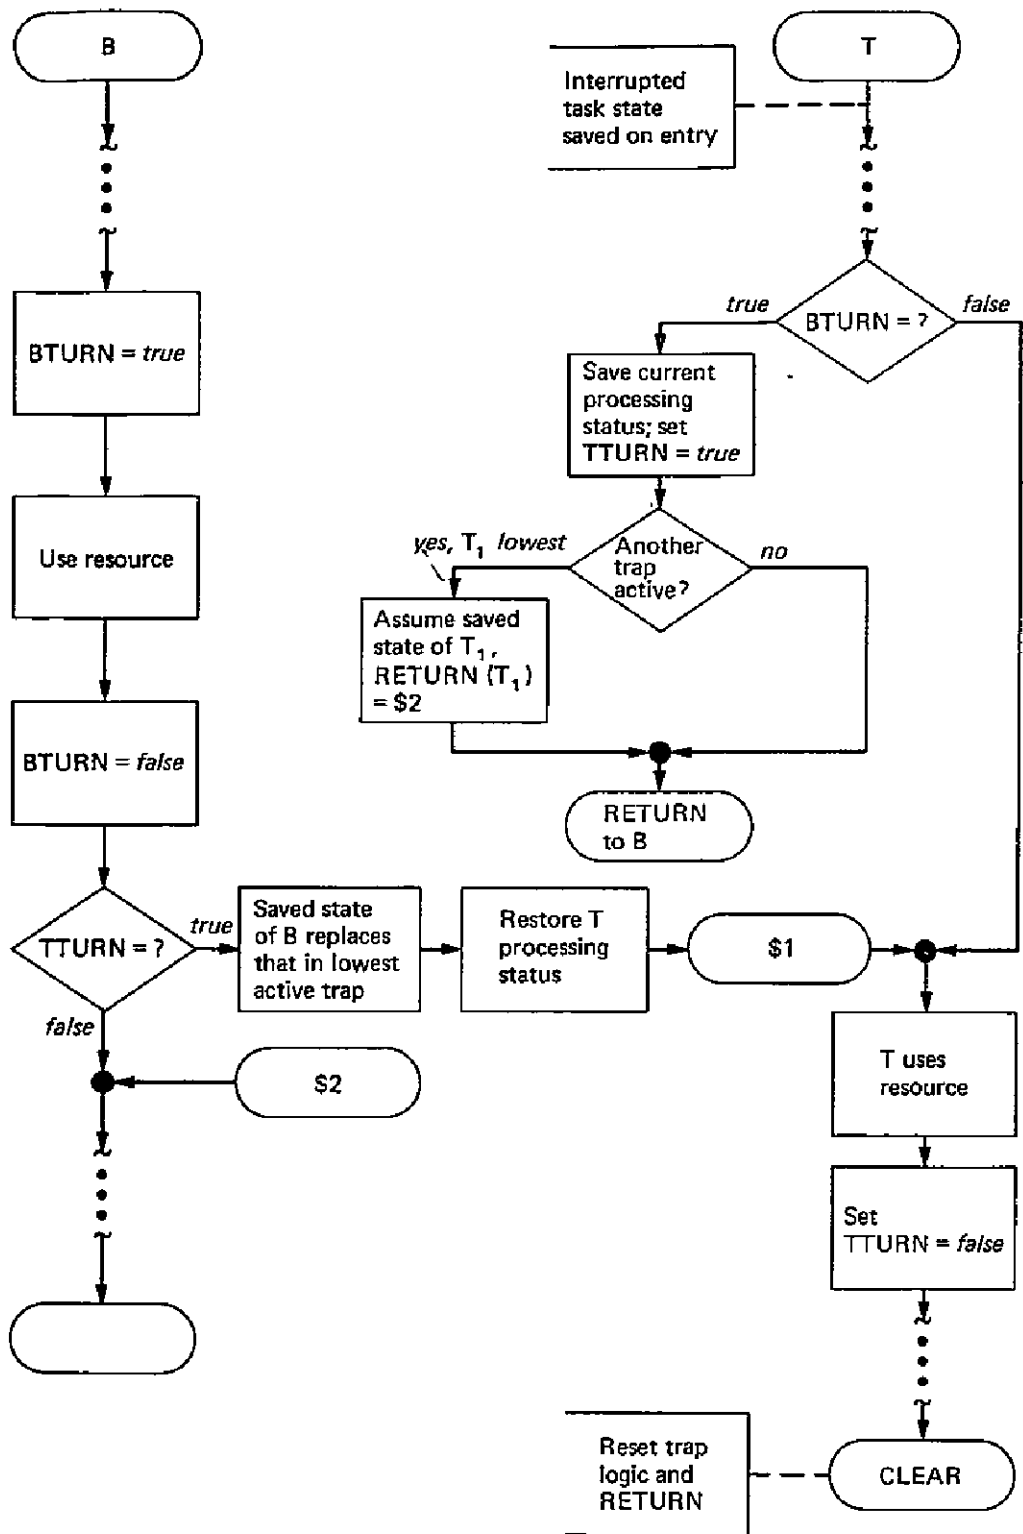 B
T
Interrupted
task state
saved on entry
true
BTURN = ?
false
BTURN = true
Save current
processing
status; set
TTURN = true
Use resource
yes, T₁ lowest
Another
trap
active?
no
Assume saved
state of T₁,
RETURN (T₁)
= $2
BTURN = false
RETURN
to B
TTURN = ?
true
false
Saved state
of B replaces
that in lowest
active trap
Restore T
processing
status
$1
$2
T uses
resource
Set
TTURN = false
Reset trap
logic and
RETURN
CLEAR